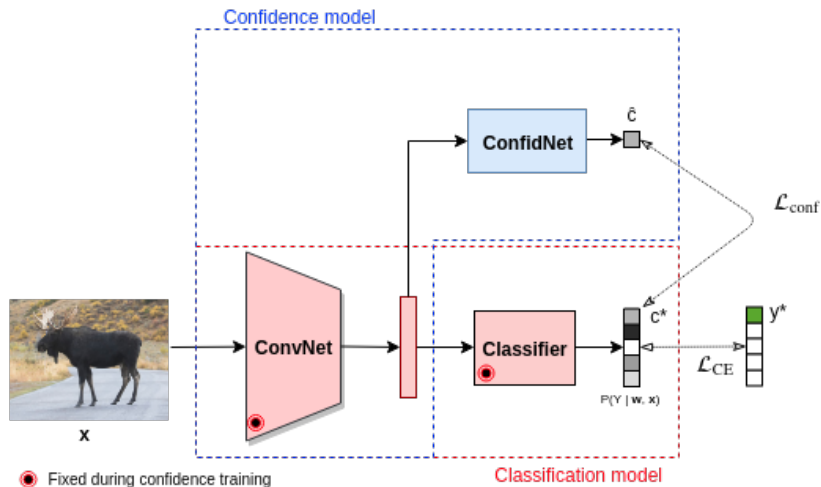 Confidence model
ĉ
ConfidNet
ℒconf
c*
y*
ConvNet
Classifier
ℒCE
P(Y | w, x)
x
Fixed during confidence training
Classification model